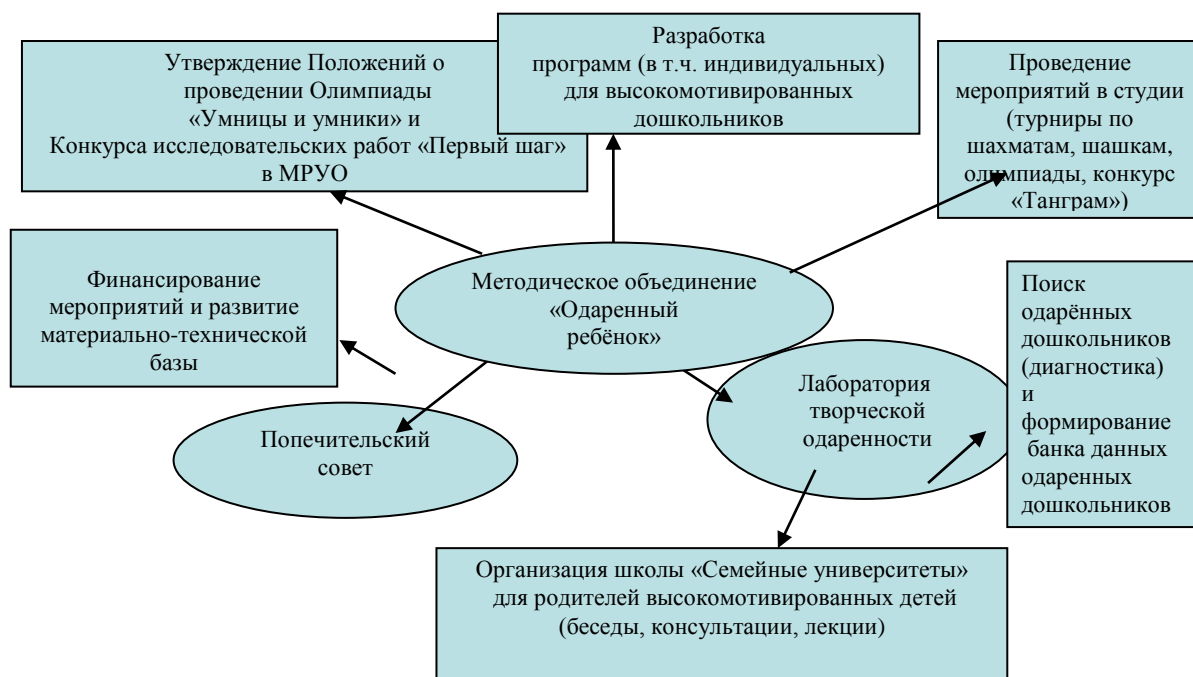 Утверждение Положений о
проведении Олимпиады
«Умницы и умники» и
Конкурса исследовательских работ «Первый шаг»
в МРУО
Разработка
программ (в т.ч. индивидуальных)
для высокомотивированных
дошкольников
Проведение
мероприятий в студии
(турниры по
шахматам, шашкам,
олимпиады, конкурс
«Танграм»)
Финансирование
мероприятий и развитие
материально-технической
базы
Методическое объединение
«Одаренный
ребёнок»
Поиск
одарённых
дошкольников
(диагностика)
и
формирование
банка данных
одаренных
дошкольников
Попечительский
совет
Лаборатория
творческой
одаренности
Организация школы «Семейные университеты»
для родителей высокомотивированных детей
(беседы, консультации, лекции)